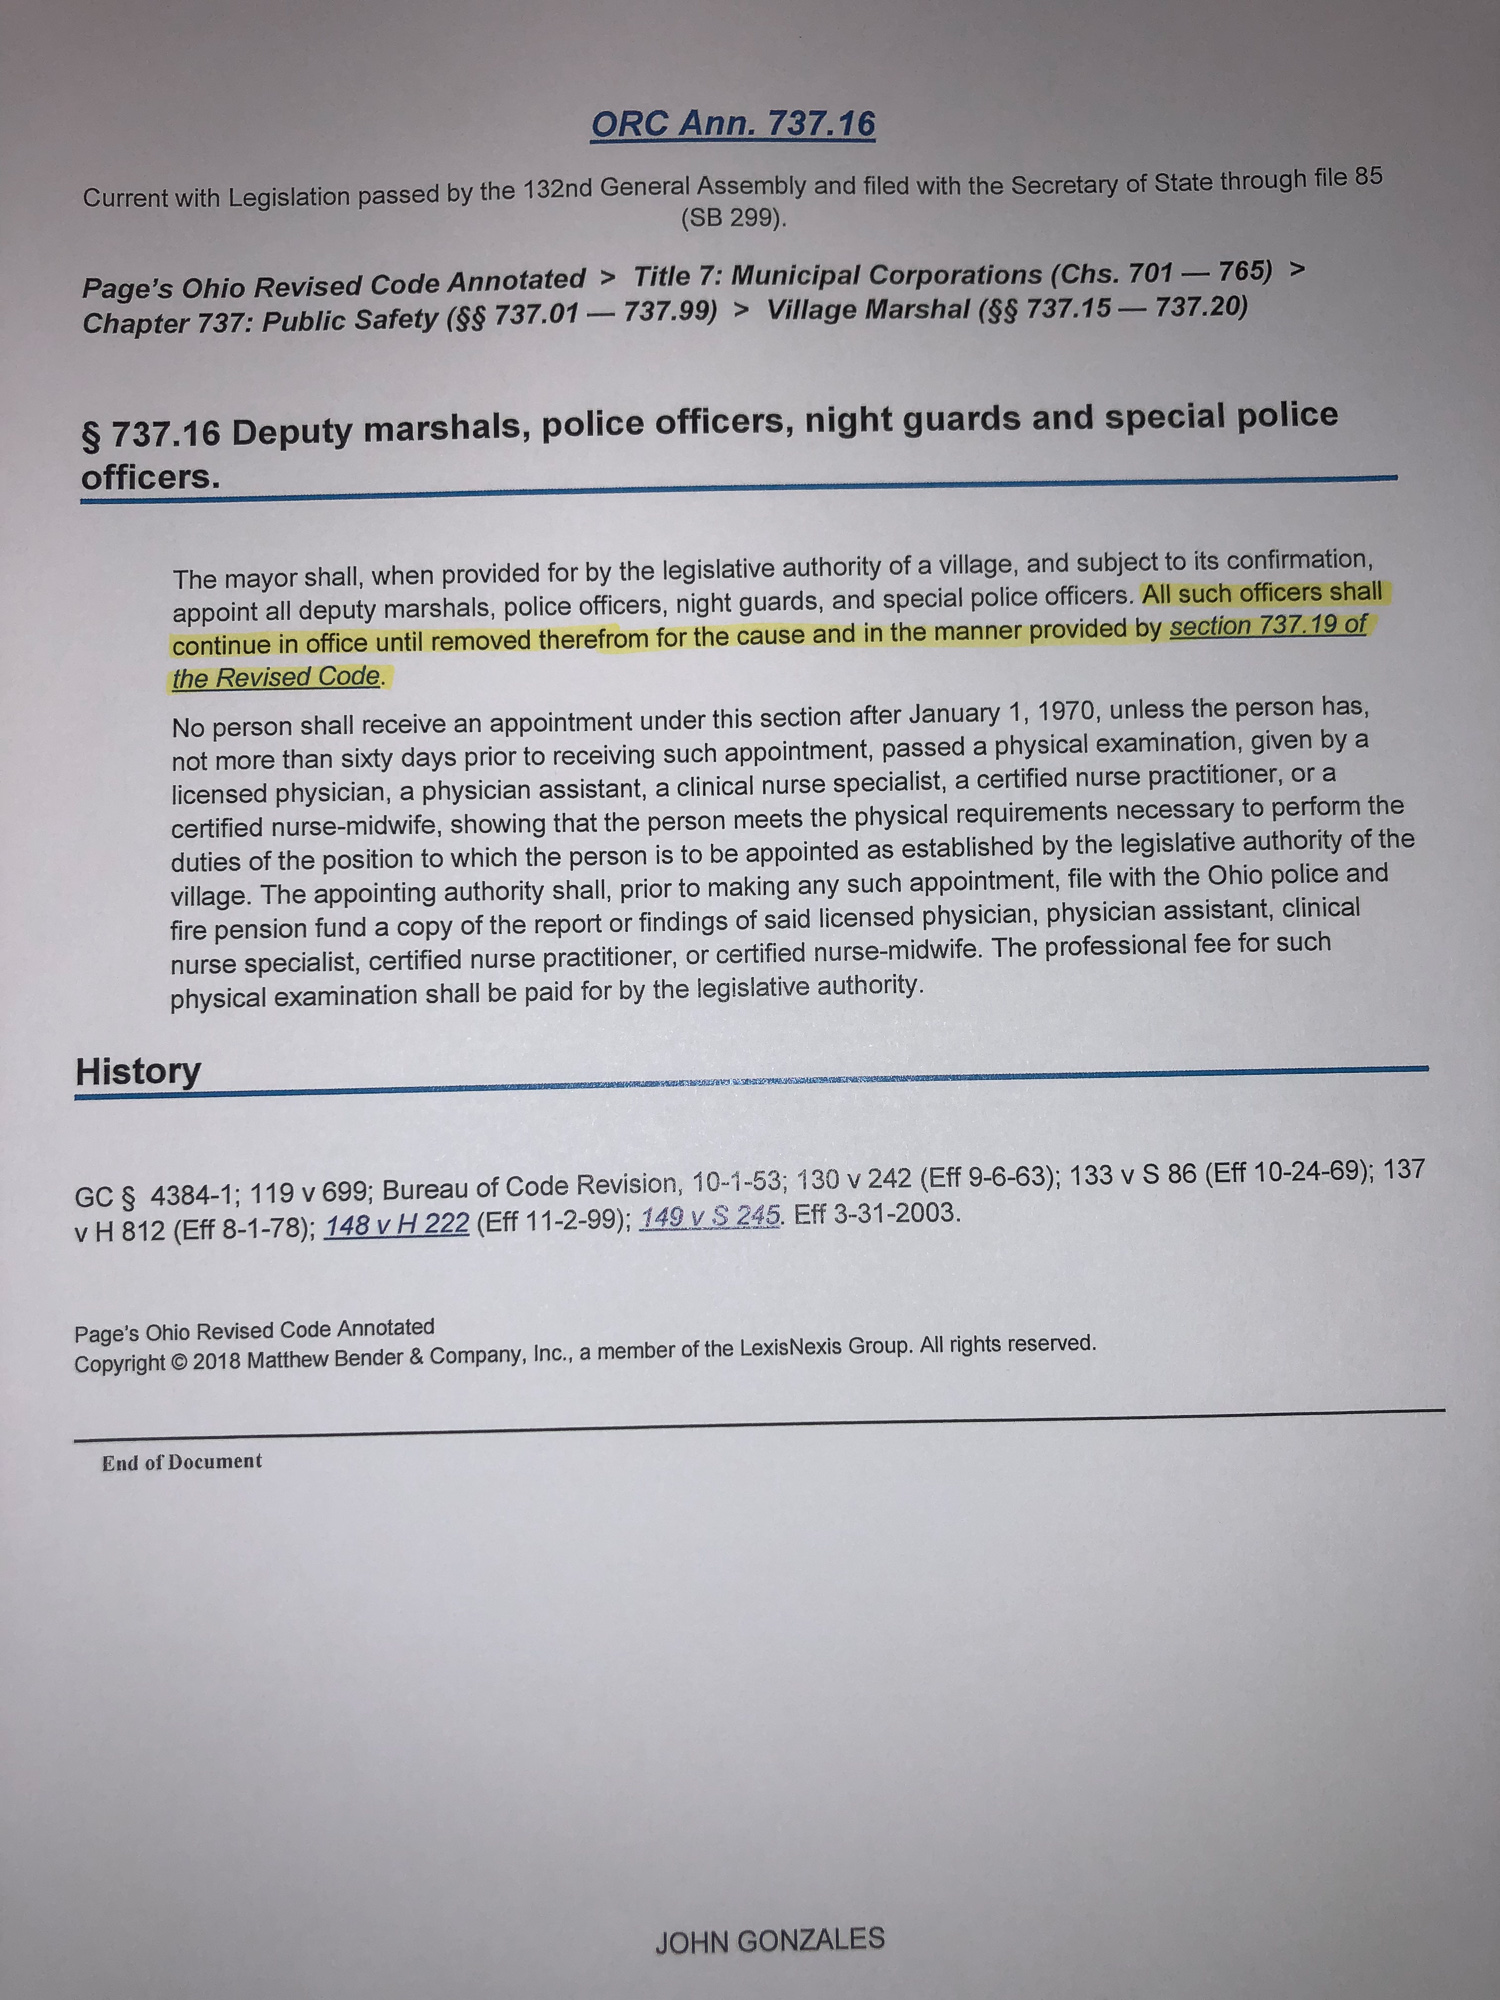 ORC Ann. 737.16
Current with Legislation passed by the 132nd General Assembly and filed with the Secretary of State through file 85
(SB 299).
Page's Ohio Revised Code Annotated > Title 7: Municipal Corporations (Chs. 701 — 765) >
Chapter 737: Public Safety (§§ 737.01 — 737.99) > Village Marshal (§§ 737.15 — 737.20)
§ 737.16 Deputy marshals, police officers, night guards and special police
officers.
The mayor shall, when provided for by the legislative authority of a village, and subject to its confirmation,
appoint all deputy marshals, police officers, night guards, and special police officers. All such officers shall
continue in office until removed therefrom for the cause and in the manner provided by section 737.19 of
the Revised Code.
No person shall receive an appointment under this section after January 1, 1970, unless the person has,
not more than sixty days prior to receiving such appointment, passed a physical examination, given by a
licensed physician, a physician assistant, a clinical nurse specialist, a certified nurse practitioner, or a
certified nurse-midwife, showing that the person meets the physical requirements necessary to perform the
duties of the position to which the person is to be appointed as established by the legislative authority of the
village. The appointing authority shall, prior to making any such appointment, file with the Ohio police and
fire pension fund a copy of the report or findings of said licensed physician, physician assistant, clinical
nurse specialist, certified nurse practitioner, or certified nurse-midwife. The professional fee for such
physical examination shall be paid for by the legislative authority.
History
GC § 4384-1; 119 v 699; Bureau of Code Revision, 10-1-53; 130 v 242 (Eff 9-6-63); 133 v S 86 (Eff 10-24-69); 137
v H 812 (Eff 8-1-78); 148 v H 222 (Eff 11-2-99); 149 v S 245. Eff 3-31-2003.
Page's Ohio Revised Code Annotated
Copyright © 2018 Matthew Bender & Company, Inc., a member of the LexisNexis Group. All rights reserved.
End of Document
JOHN GONZALES